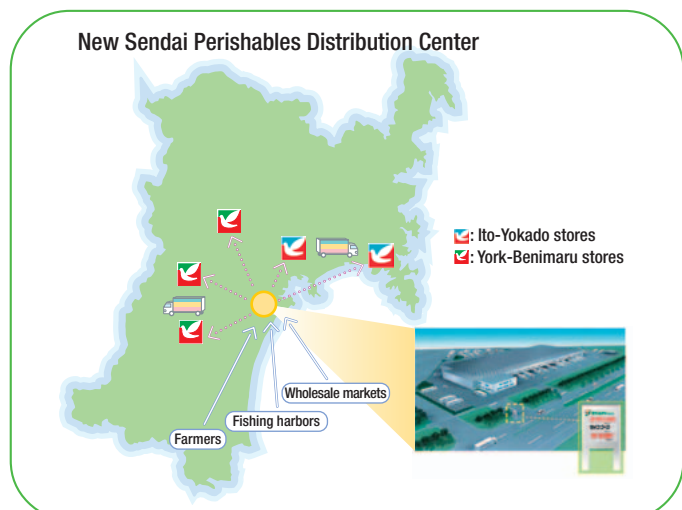 New Sendai Perishables Distribution Center
: Ito-Yokado stores
: York-Benimaru stores
Wholesale markets
Fishing harbors
Farmers